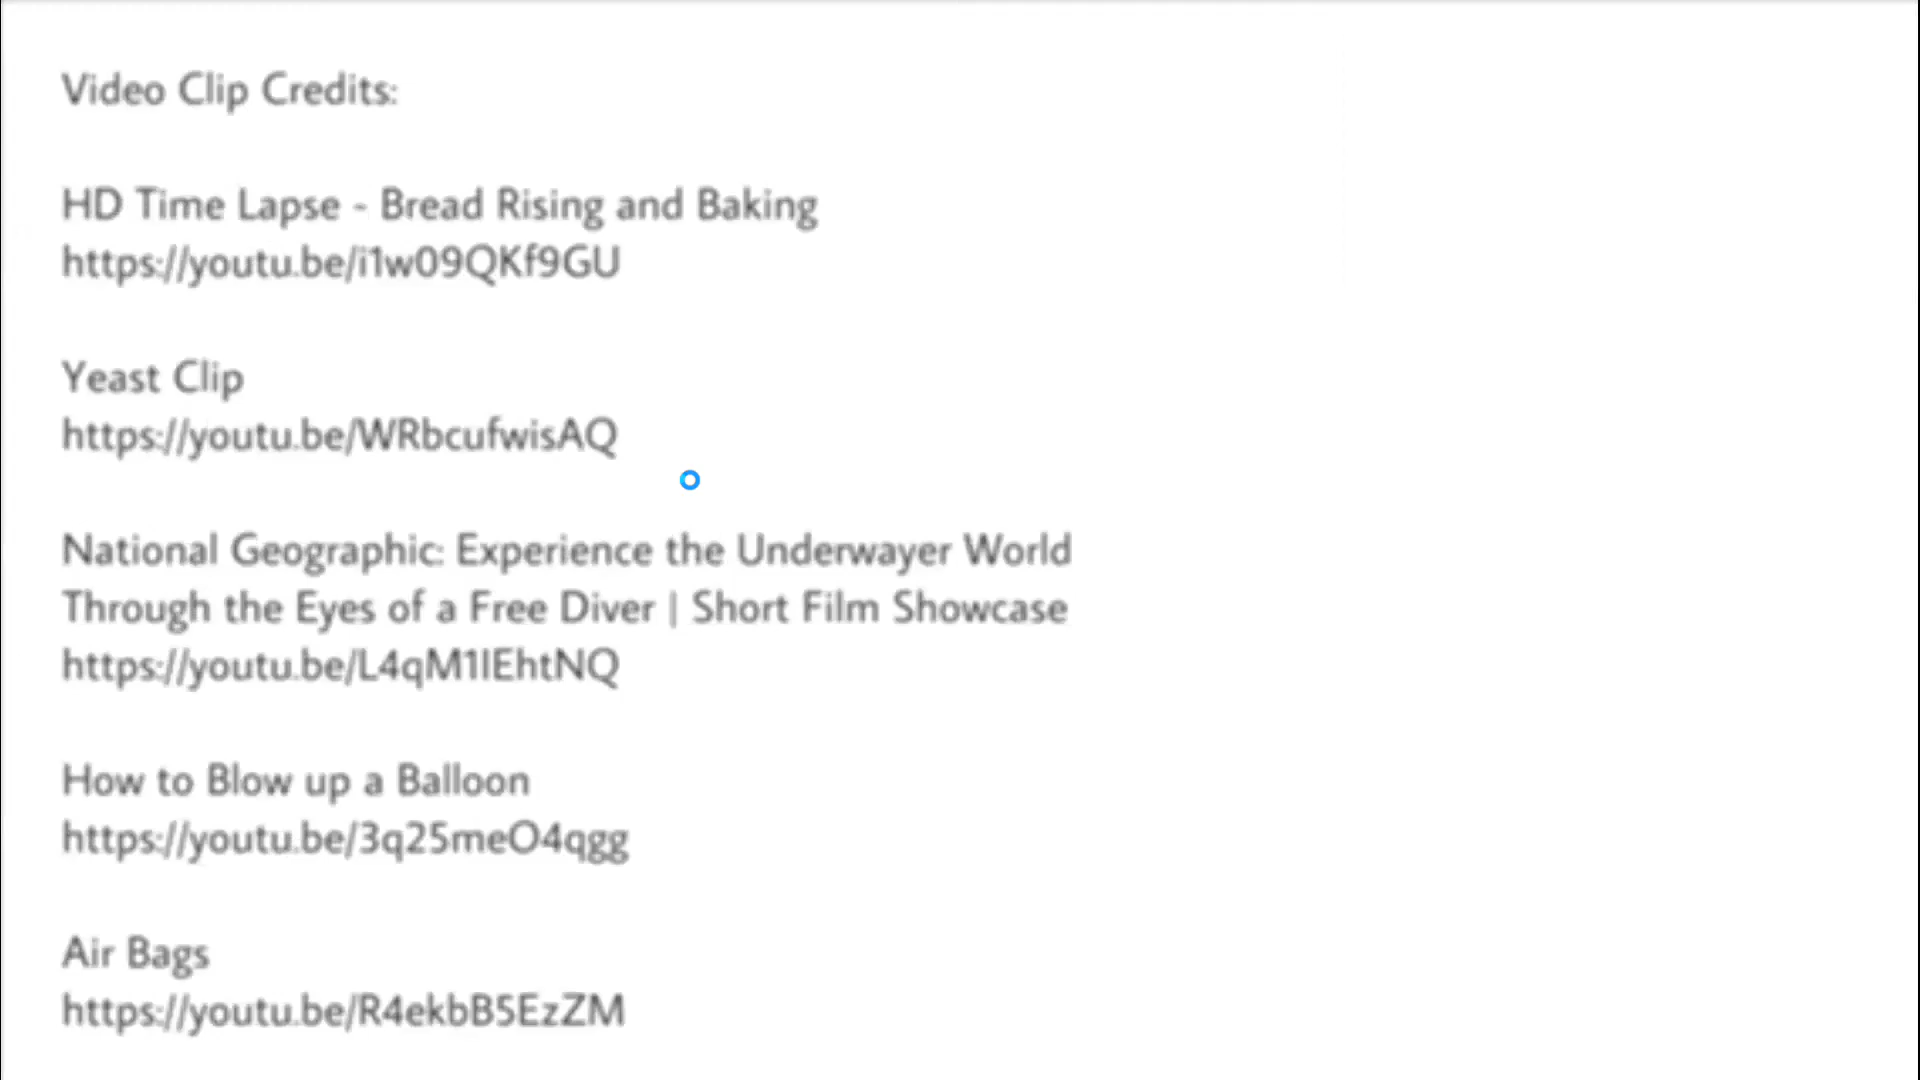 Video Clip Credits:
HD Time Lapse - Bread Rising and Baking
https://youtu.be/i1w09QKf9GU
Yeast Clip
https://youtu.be/WRbcufwisAQ
National Geographic: Experience the Underwayer World
Through the Eyes of a Free Diver | Short Film Showcase
https://youtu.be/L4qM1IEhtNQ
How to Blow up a Balloon
https://youtu.be/3q25meO4qgg
Air Bags
https://youtu.be/R4ekbB5EzZM